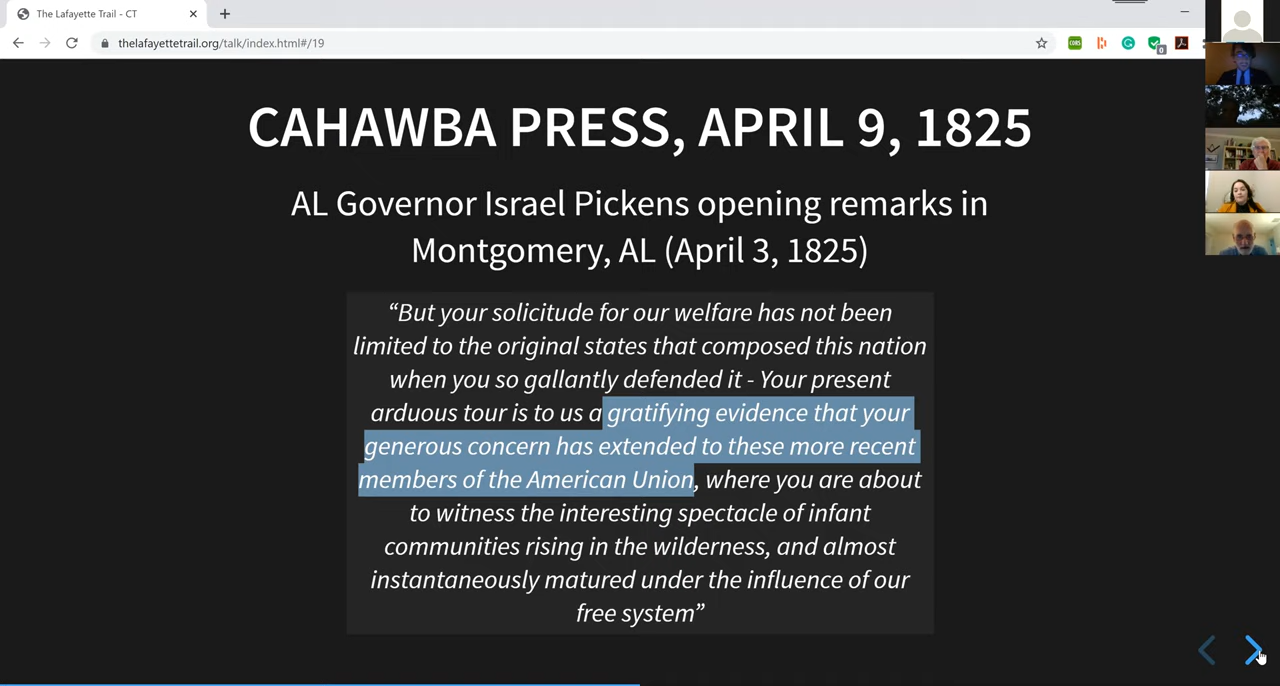 The Lafayette Trail - CT
thelafayettetrail.org/talk/index.html#/19
CORS
0
CAHAWBA PRESS, APRIL 9, 1825
AL Governor Israel Pickens opening remarks in
Montgomery, AL (April 3, 1825)
“But your solicitude for our welfare has not been
limited to the original states that composed this nation
when you so gallantly defended it - Your present
arduous tour is to us a gratifying evidence that your
generous concern has extended to these more recent
members of the American Union, where you are about
to witness the interesting spectacle of infant
communities rising in the wilderness, and almost
instantaneously matured under the influence of our
free system”